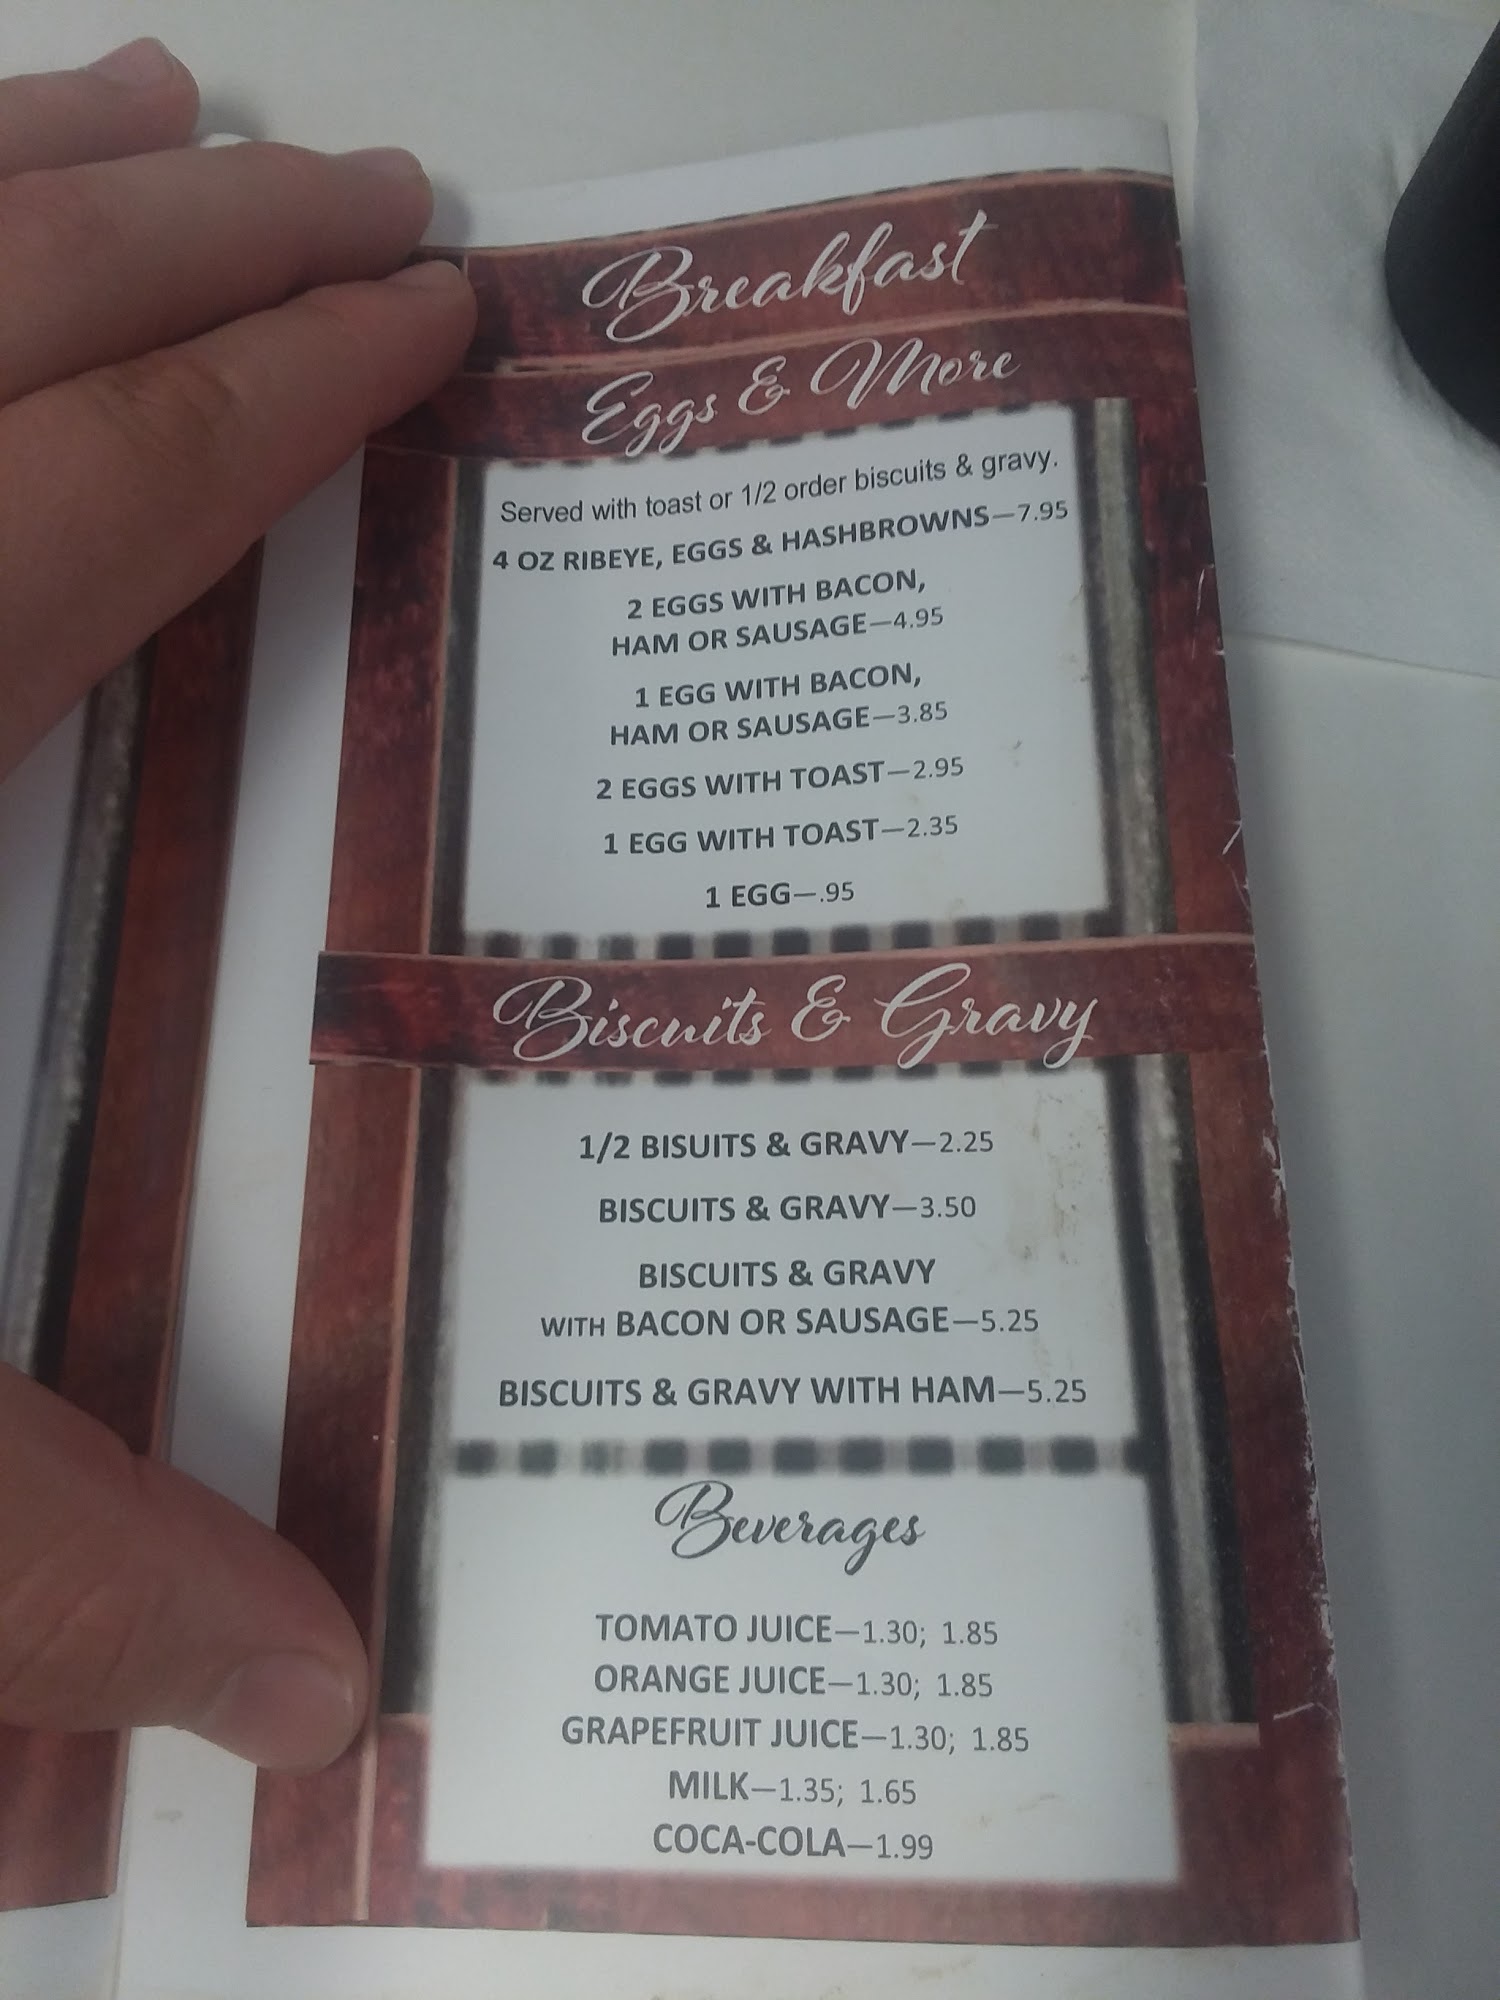 Breakfast
Eggs & More
Served with toast or 1/2 order biscuits & gravy.
4 OZ RIBEYE, EGGS & HASHBROWNS—7.95
2 EGGS WITH BACON,
HAM OR SAUSAGE—4.95
1 EGG WITH BACON,
HAM OR SAUSAGE—3.85
2 EGGS WITH TOAST—2.95
1 EGG WITH TOAST—2.35
1 EGG—.95
Biscuits & Gravy
1/2 BISUITS & GRAVY—2.25
BISCUITS & GRAVY—3.50
BISCUITS & GRAVY
WITH BACON OR SAUSAGE—5.25
BISCUITS & GRAVY WITH HAM—5.25
Beverages
TOMATO JUICE—1.30; 1.85
ORANGE JUICE—1.30; 1.85
GRAPEFRUIT JUICE—1.30; 1.85
MILK—1.35; 1.65
COCA-COLA—1.99